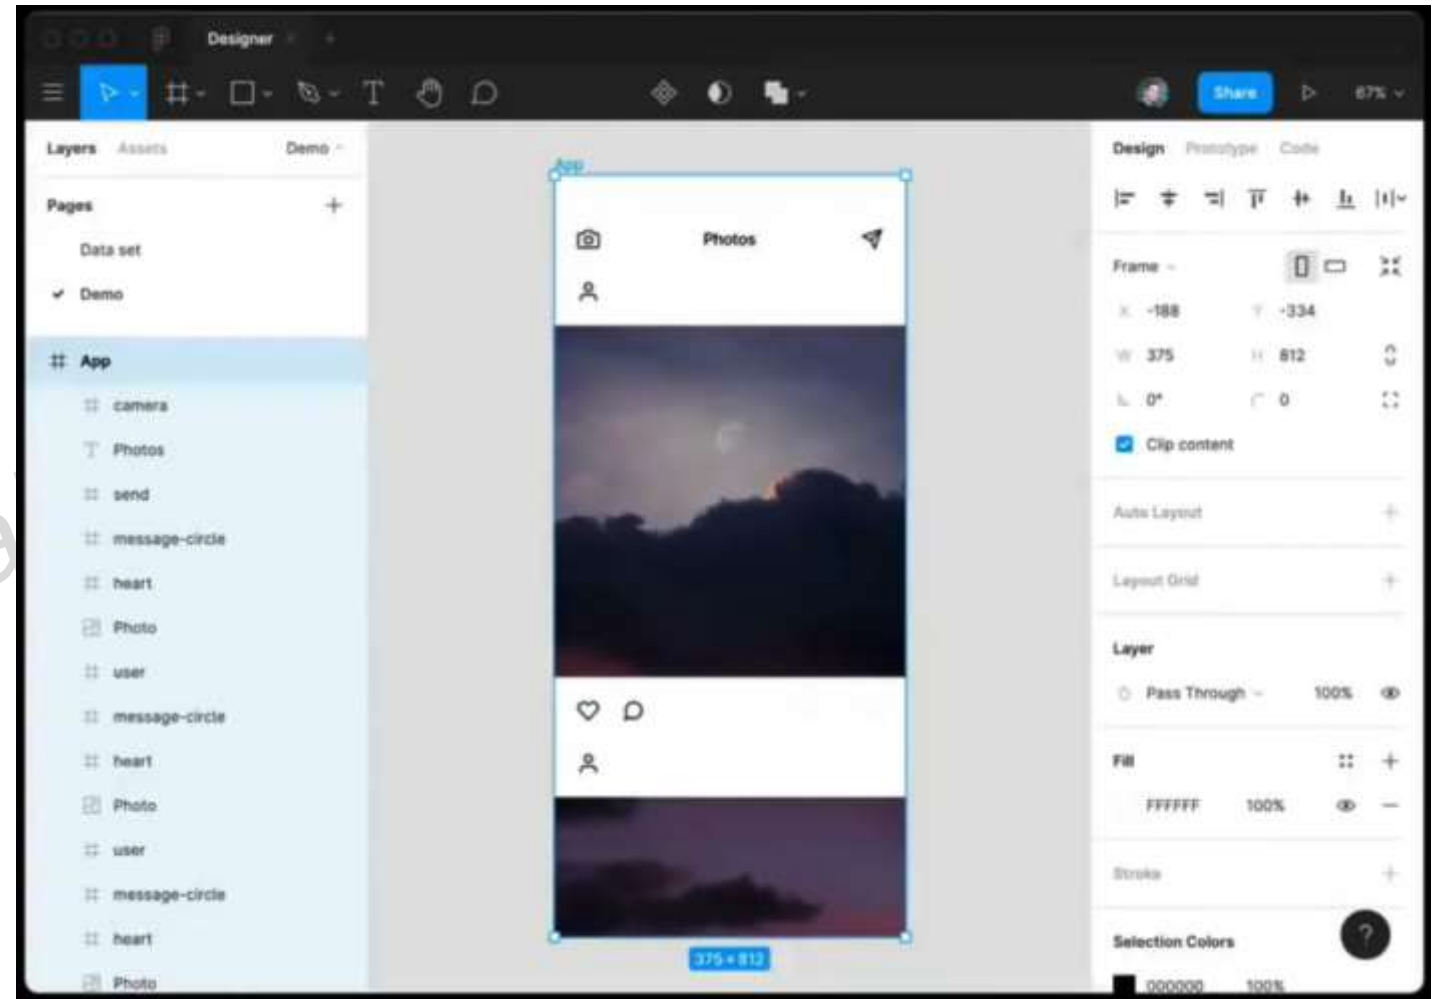 Designer
Share
67%
Layers Assets Demo
Pages
Data set
Demo
App
camera
Photos
send
message-circle
heart
Photo
user
message-circle
heart
Photo
user
message-circle
heart
Photo
App
Photos
375 × 812
Design Prototype Code
Frame
X -188 Y -334
W 375 H 812
0° 0
Clip content
Auto Layout
Layout Grid
Layer
Pass Through 100%
Fill
FFFFFF 100%
Stroke
Selection Colors
?
000000 100%